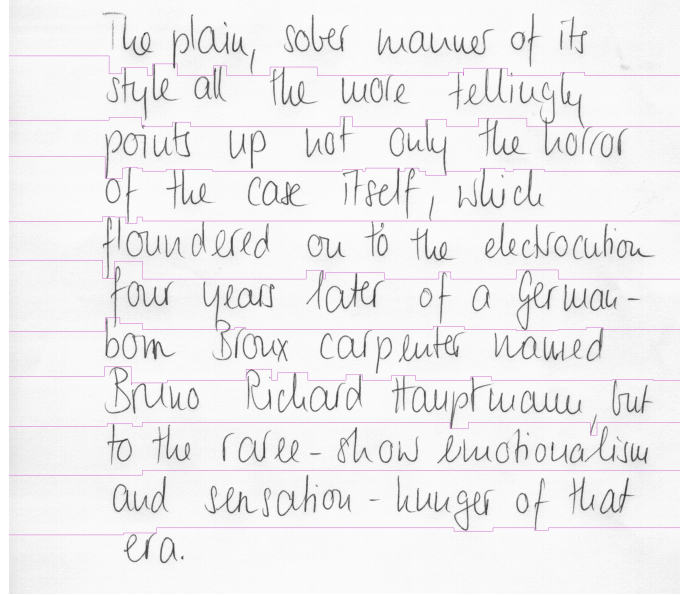 The plain, sober manner of its
style all the more tellingly
points up not only the horror
of the case itself, which
floundered on to the electrocution
four years later of a German-
born Bronx carpenter named
Bruno Richard Hauptmann, but
to the raree-show emotionalism
and sensation-hunger of that
era.